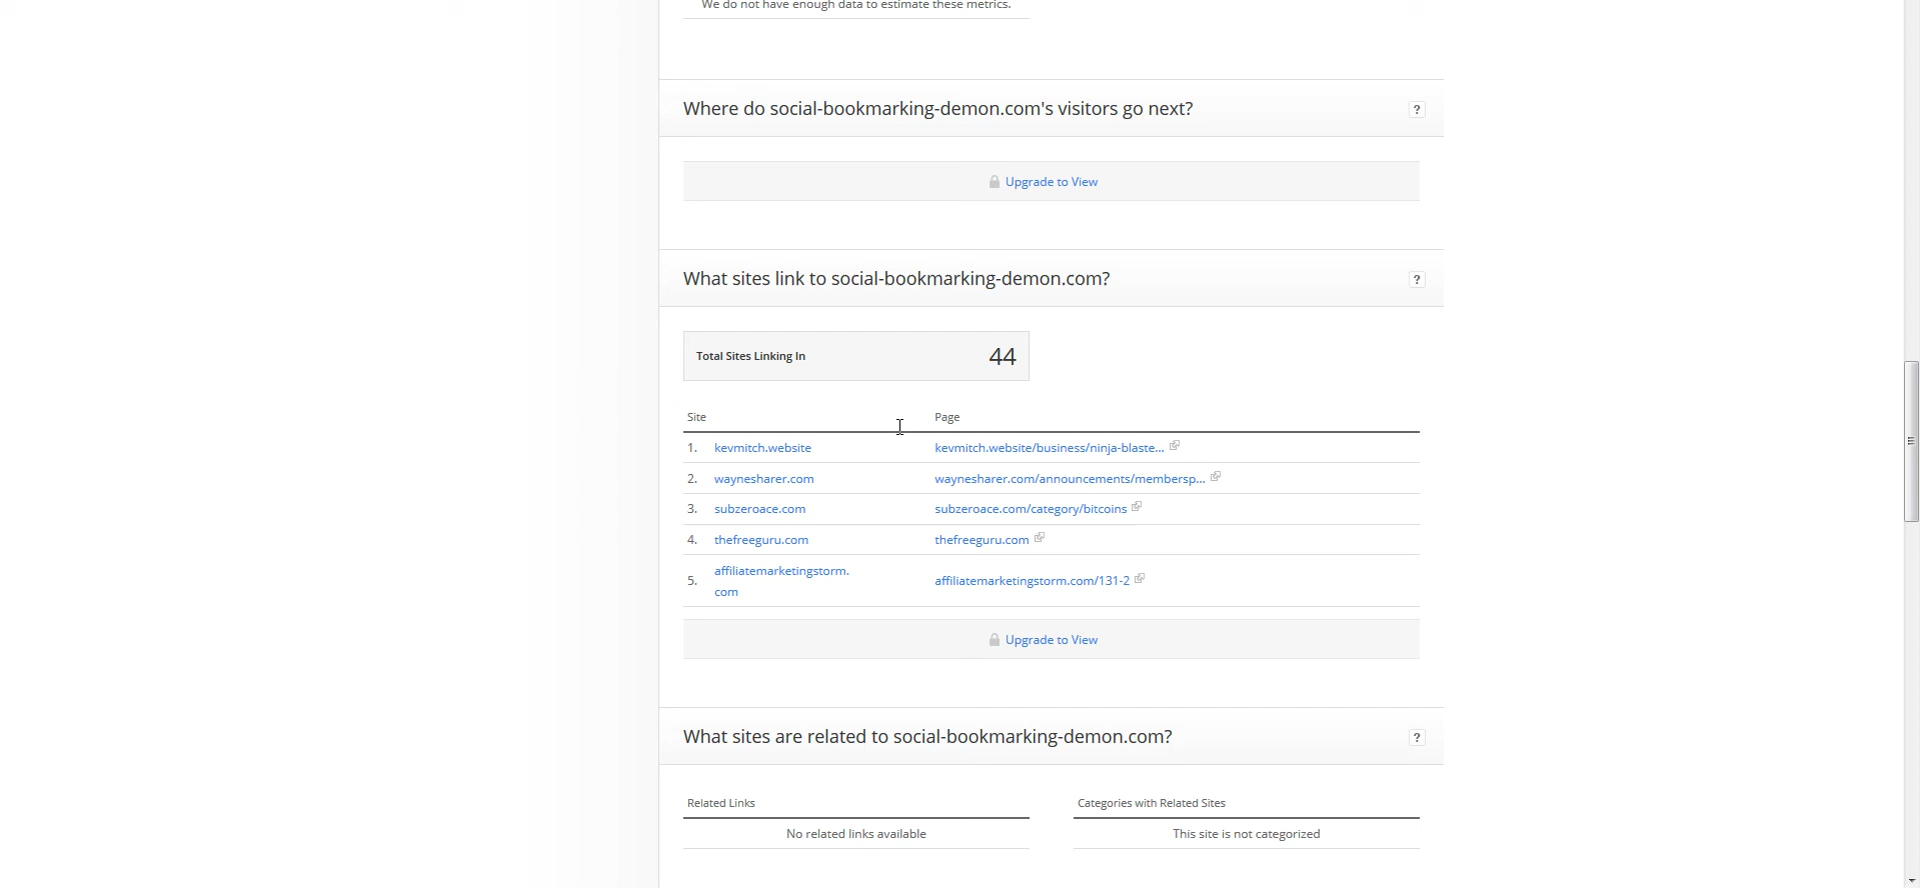 We do not have enough data to estimate these metrics.
Where do social-bookmarking-demon.com's visitors go next?
?
Upgrade to View
What sites link to social-bookmarking-demon.com?
?
Total Sites Linking In 44
Site Page
1. kevmitch.website kevmitch.website/business/ninja-blaste...
2. waynesharer.com waynesharer.com/announcements/membersp...
3. subzeroace.com subzeroace.com/category/bitcoins
4. thefreeguru.com thefreeguru.com
5. affiliatemarketingstorm.
com
affiliatemarketingstorm.com/131-2
Upgrade to View
What sites are related to social-bookmarking-demon.com?
?
Related Links Categories with Related Sites
No related links available This site is not categorized